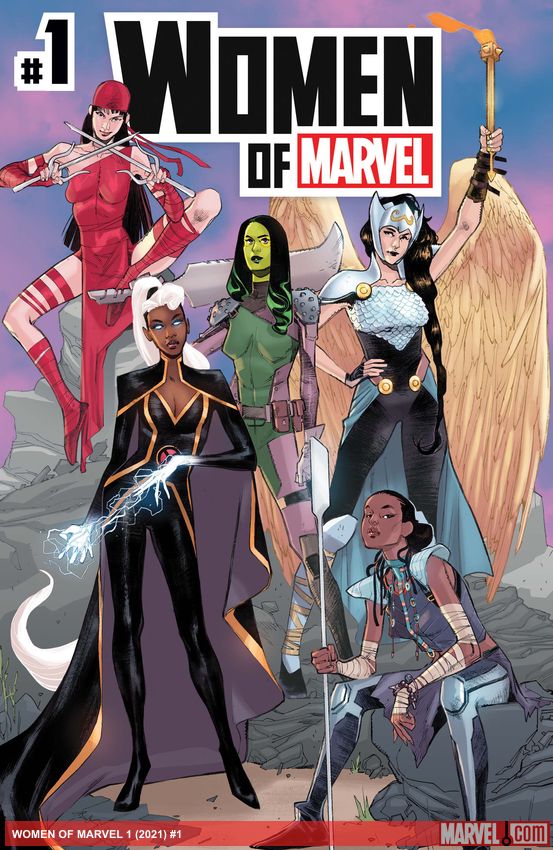 #1
WOMEN
OF MARVEL
WOMEN OF MARVEL 1 (2021) #1
MARVEL.com